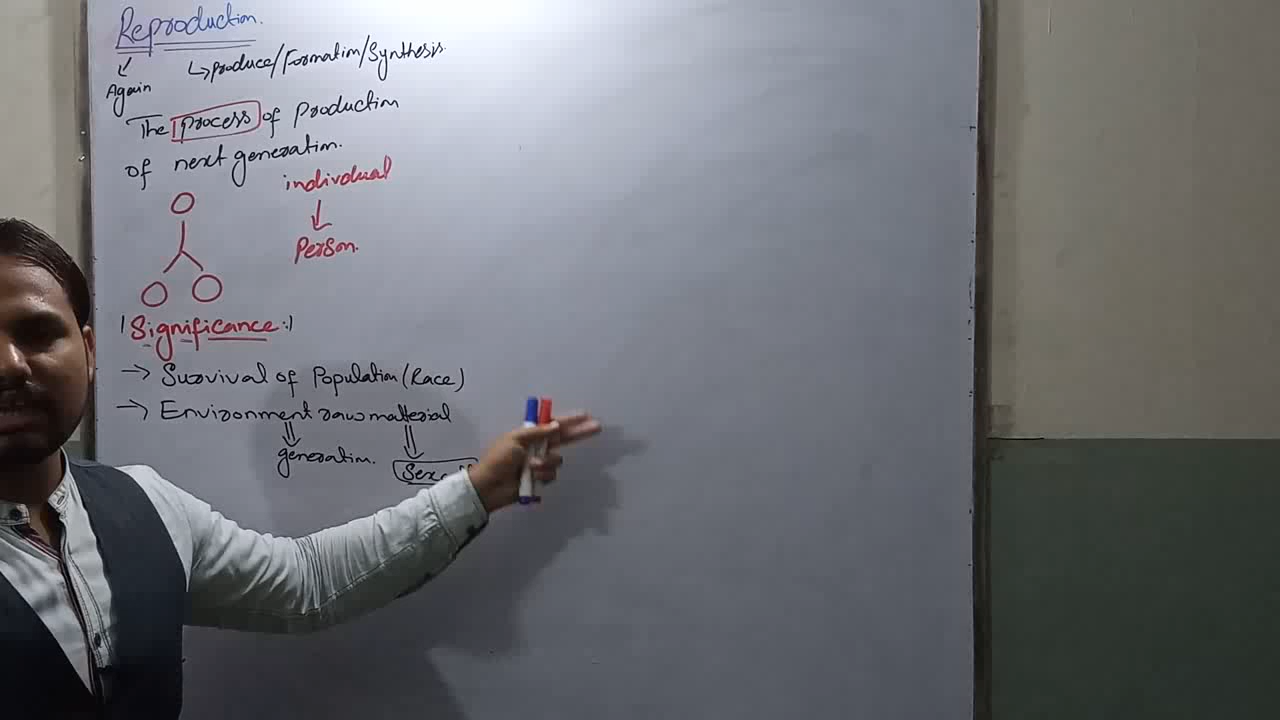 Reproduction.
Again
↳ Produce/Formation/Synthesis.
The process of production
of next generation.
individual
↓
Person.
Significance:
→ Survival of Population (Race)
→ Environment raw material
generation.